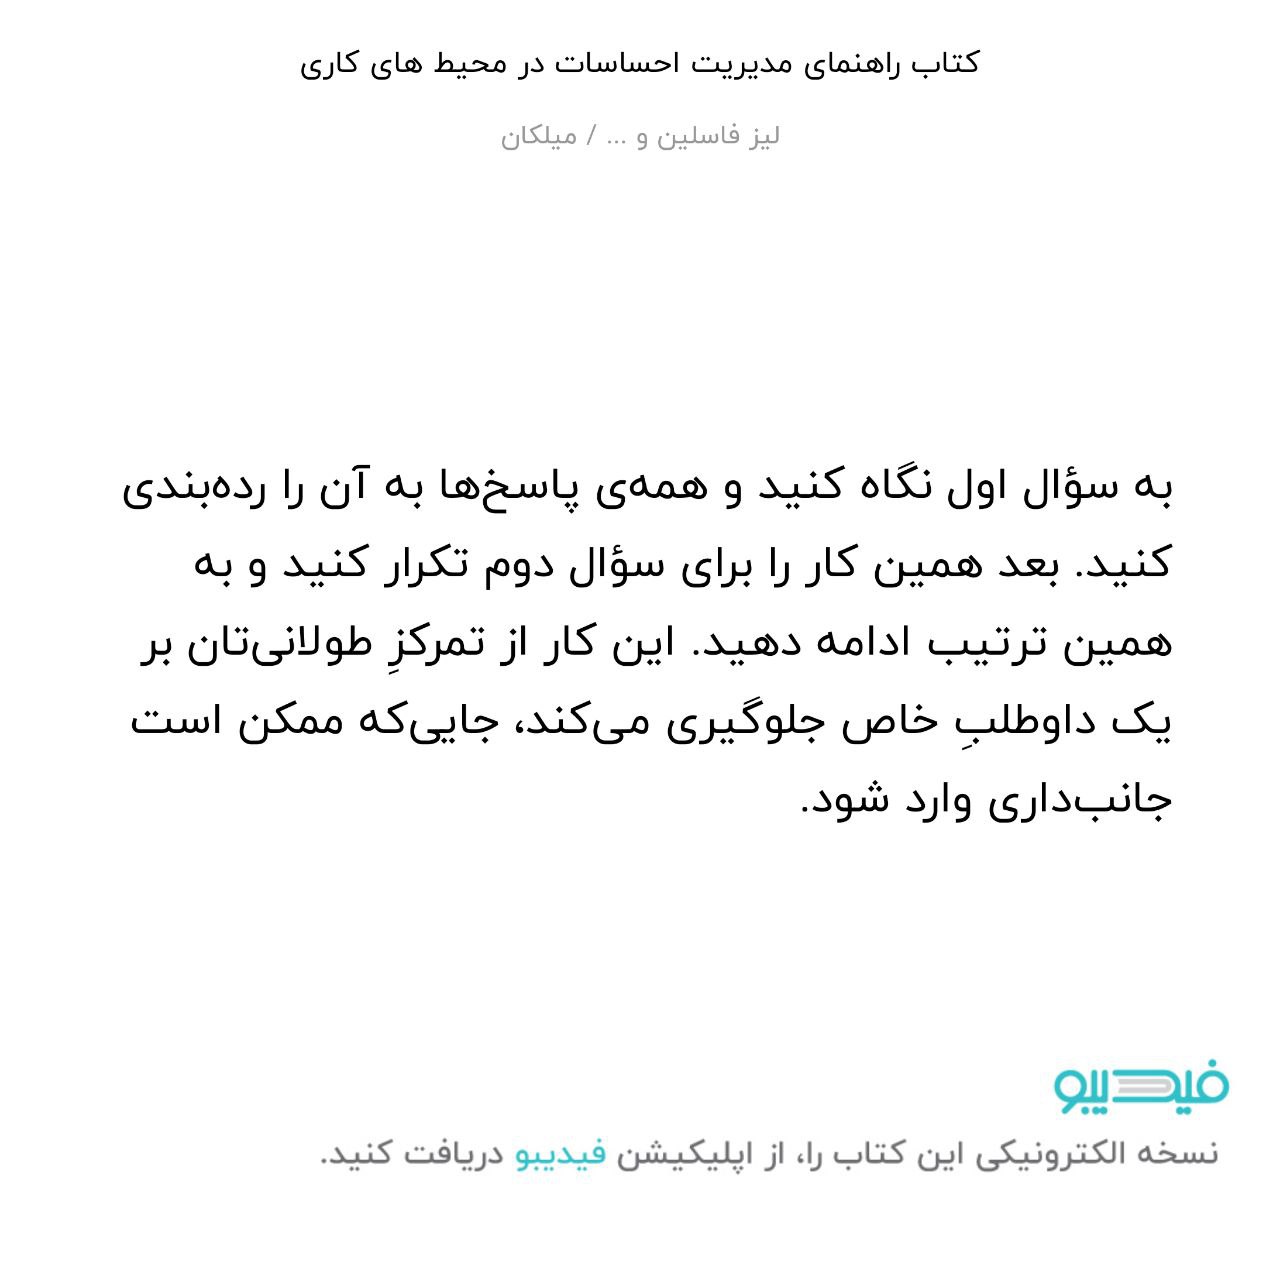 کتاب راهنمای مدیریت احساسات در محیط های کاری
لیز فاسلین و ... / میلکان
به سؤال اول نگاه کنید و همه‌ی پاسخ‌ها به آن را رده‌بندی
کنید. بعد همین کار را برای سؤال دوم تکرار کنید و به
همین ترتیب ادامه دهید. این کار از تمرکزِ طولانی‌تان بر
یک داوطلبِ خاص جلوگیری می‌کند، جایی‌که ممکن است
جانب‌داری وارد شود.
فیدیبو
نسخه الکترونیکی این کتاب را، از اپلیکیشن فیدیبو دریافت کنید.